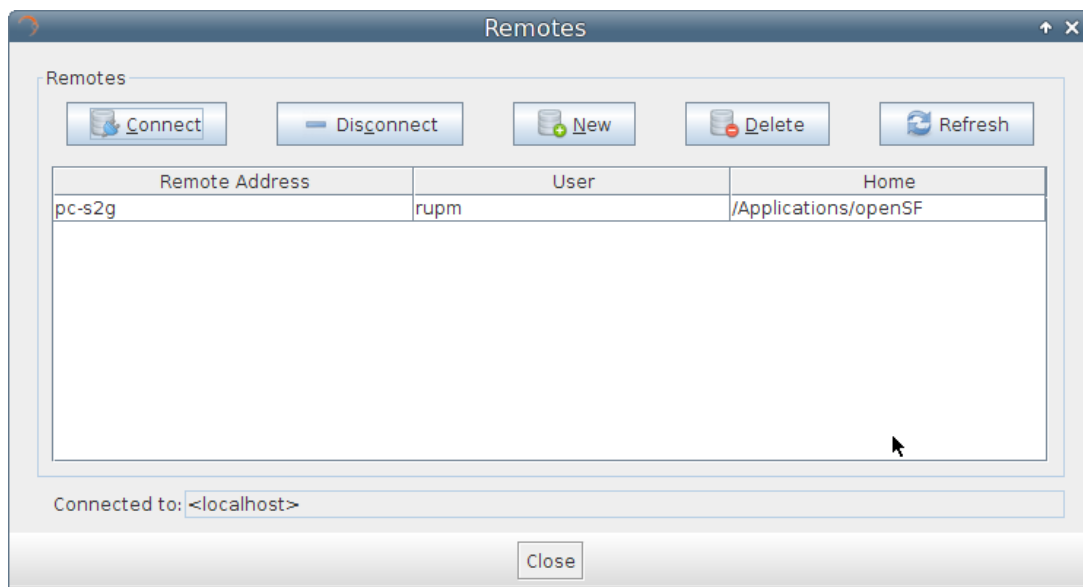 Remotes
Remotes
Connect Disconnect New Delete Refresh
Remote Address User Home
pc-s2g rupm /Applications/openSF
Connected to: <localhost>
Close